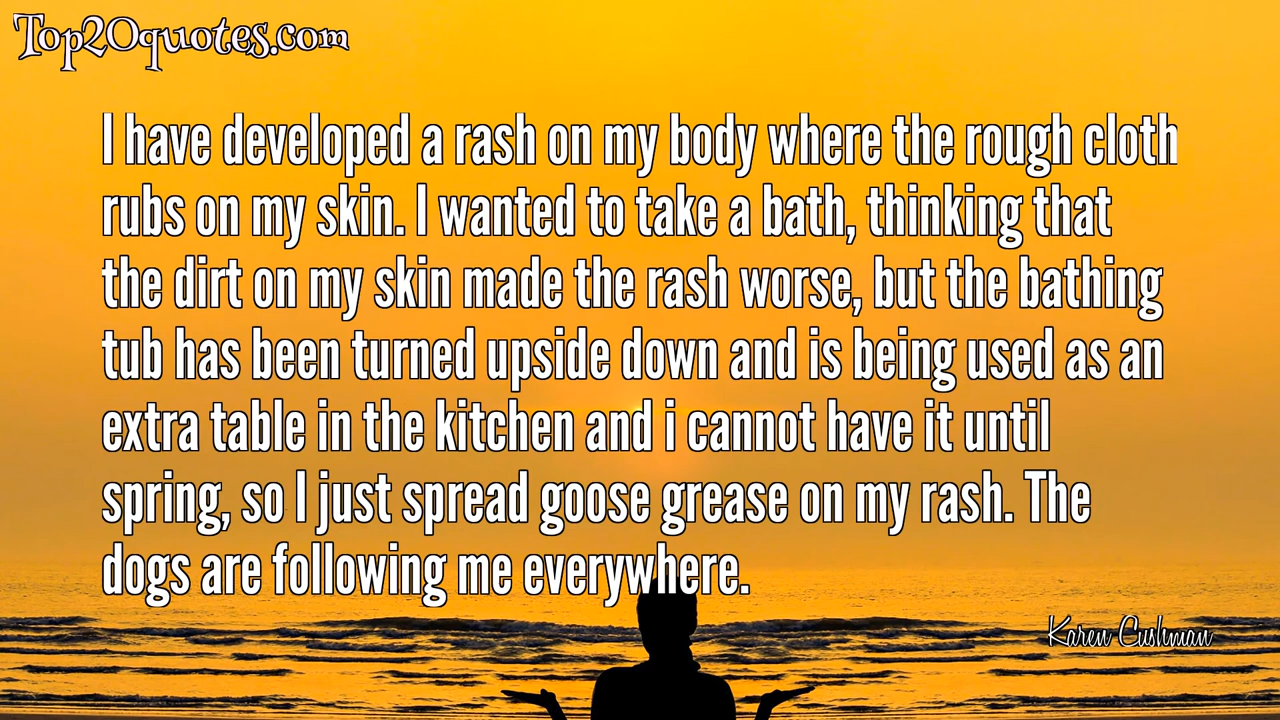 Top20quotes.com
I have developed a rash on my body where the rough cloth
rubs on my skin. I wanted to take a bath, thinking that
the dirt on my skin made the rash worse, but the bathing
tub has been turned upside down and is being used as an
extra table in the kitchen and i cannot have it until
spring, so I just spread goose grease on my rash. The
dogs are following me everywhere.
Karen Cushman